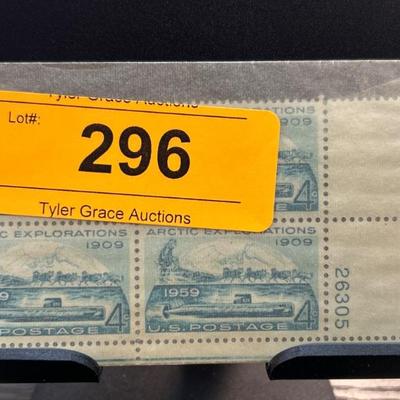 Tyler Grace Auctions
Lot#:
296
Tyler Grace Auctions
EXPLORATIONS
1909
4¢
ARCTIC EXPLORATIONS
1909
4¢
U.S. POSTAGE
ARCTIC EXPLORATIONS
1909
1959
4¢
U.S. POSTAGE
26305